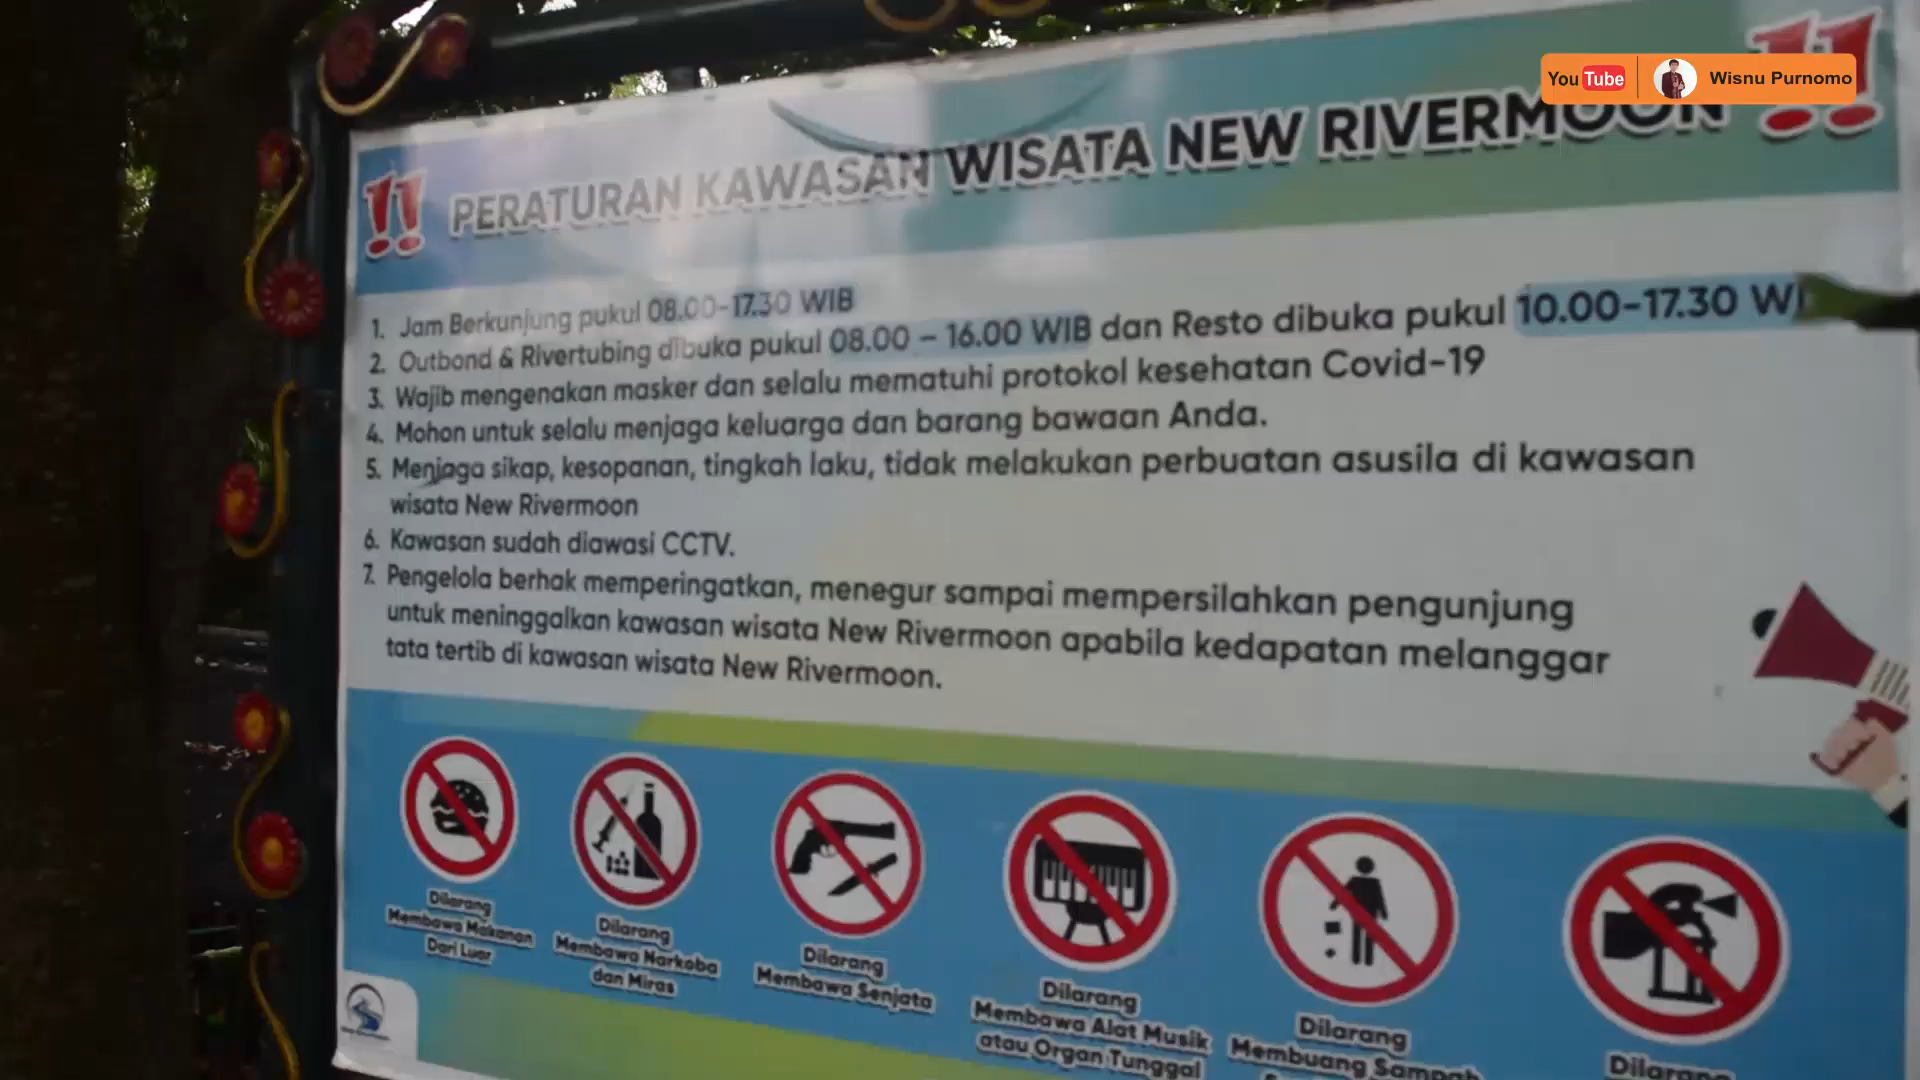 YouTube
Wisnu Purnomo
!! PERATURAN KAWASAN WISATA NEW RIVERMOON !!
1. Jam Berkunjung pukul 08.00-17.30 WIB
2. Outbond & Rivertubing dibuka pukul 08.00 – 16.00 WIB dan Resto dibuka pukul 10.00-17.30
3. Wajib mengenakan masker dan selalu mematuhi protokol kesehatan Covid-19
4. Mohon untuk selalu menjaga keluarga dan barang bawaan Anda.
5. Menjaga sikap, kesopanan, tingkah laku, tidak melakukan perbuatan asusila di kawasan
wisata New Rivermoon
6. Kawasan sudah diawasi CCTV.
7. Pengelola berhak memperingatkan, menegur sampai mempersilahkan pengunjung
untuk meninggalkan kawasan wisata New Rivermoon apabila kedapatan melanggar
tata tertib di kawasan wisata New Rivermoon.
Dilarang
Membawa Makanan
Dari Luar
Dilarang
Membawa Narkoba
dan Miras
Dilarang
Membawa Senjata
Dilarang
Membawa Alat Musik
atau Organ Tunggal
Dilarang
Membuang Sampah
Dilarang